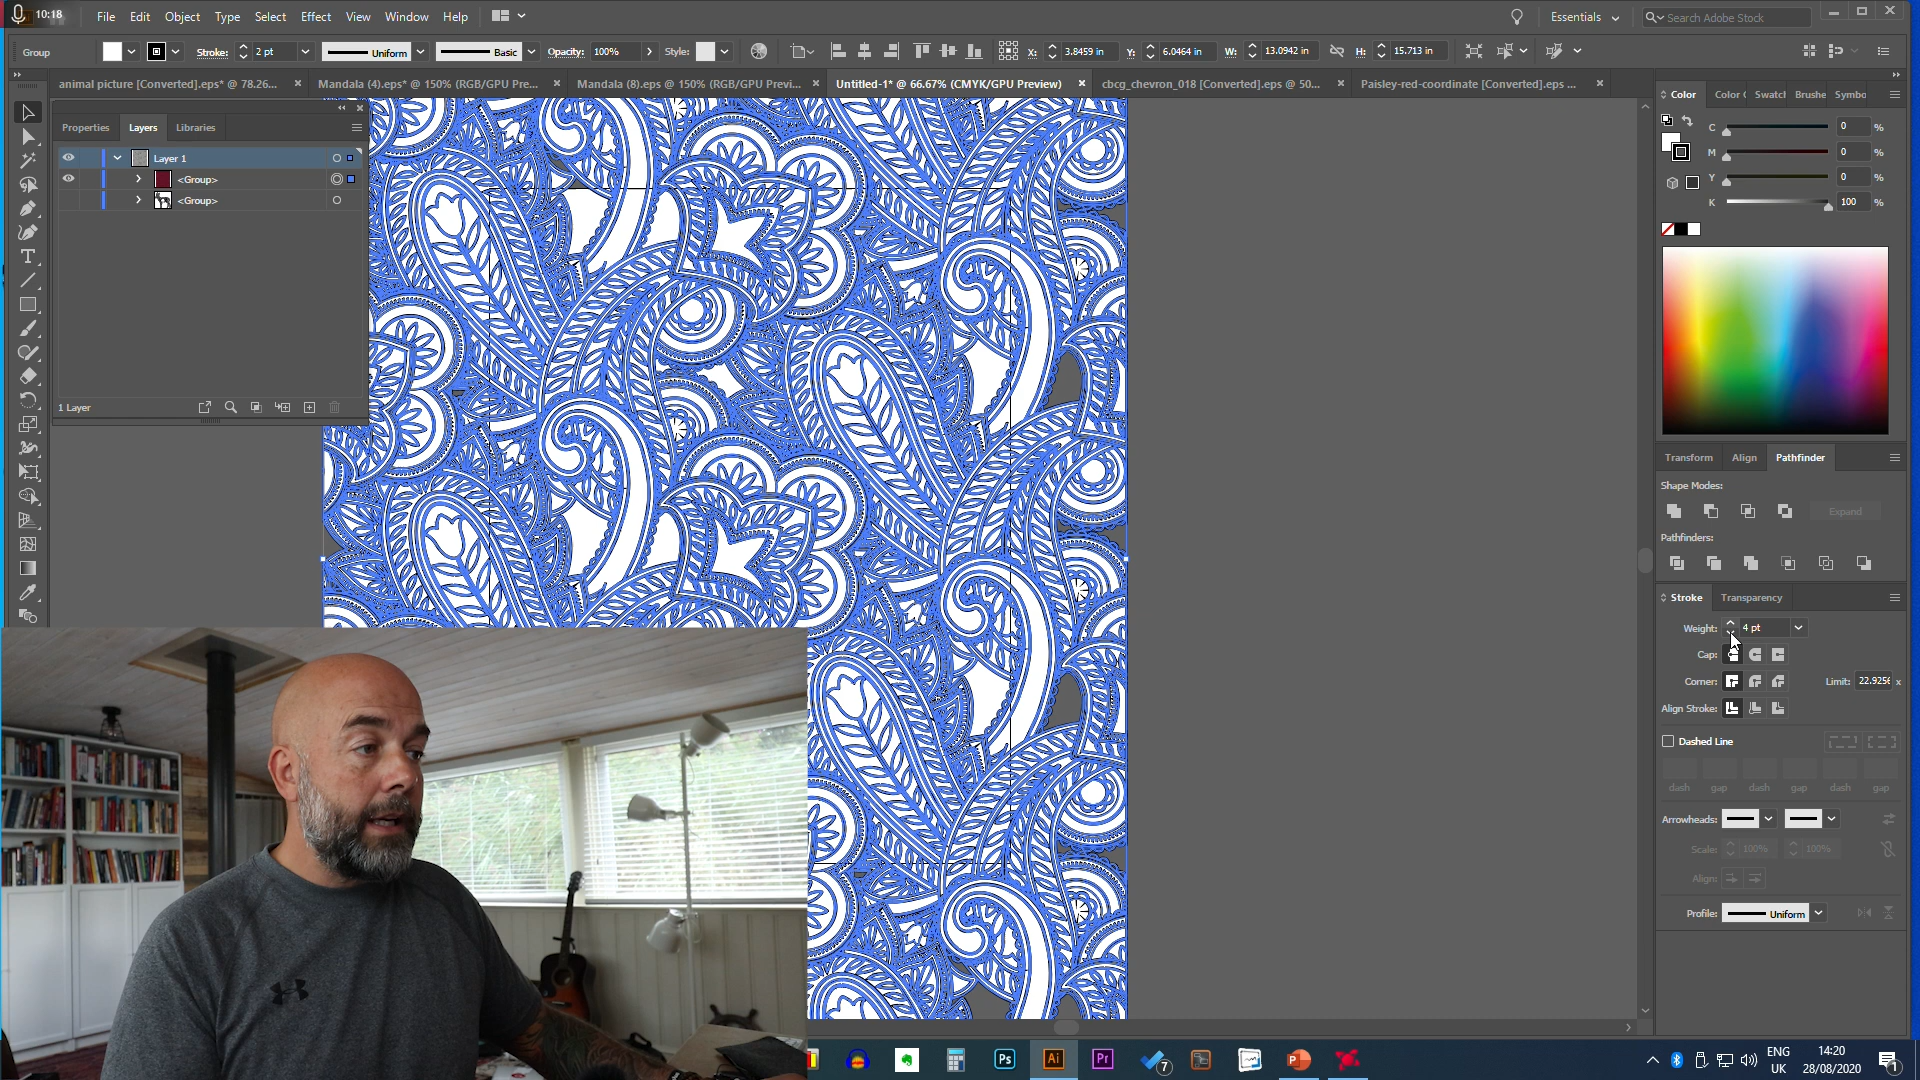 10:18
File Edit Object Type Select Effect View Window Help
Essentials
Search Adobe Stock
Group
Stroke: 2 pt Uniform Basic Opacity: 100% Style: X: 3.8459 in Y: 6.0464 in W: 13.0942 in H: 15.713 in
animal picture [Converted].eps* @ 78.26... × Mandala (4).eps* @ 150% (RGB/GPU Pre... × Mandala (8).eps @ 150% (RGB/GPU Previ... × Untitled-1* @ 66.67% (CMYK/GPU Preview) × cbcg_chevron_018 [Converted].eps @ 50... × Paisley-red-coordinate [Converted].eps ... ×
Properties Layers Libraries
Layer 1
<Group>
<Group>
1 Layer
Color Color Swatch Brushe Symbo
C 0 %
M 0 %
Y 0 %
K 100 %
Transform Align Pathfinder
Shape Modes:
Expand
Pathfinders:
Stroke Transparency
Weight: 4 pt
Cap:
Corner: Limit: 22.9256 x
Align Stroke:
Dashed Line
dash gap dash gap dash gap
Arrowheads:
Scale: 100% 100%
Align:
Profile: Uniform
Ps Ai Pr 7
ENG
UK
14:20
28/08/2020
1